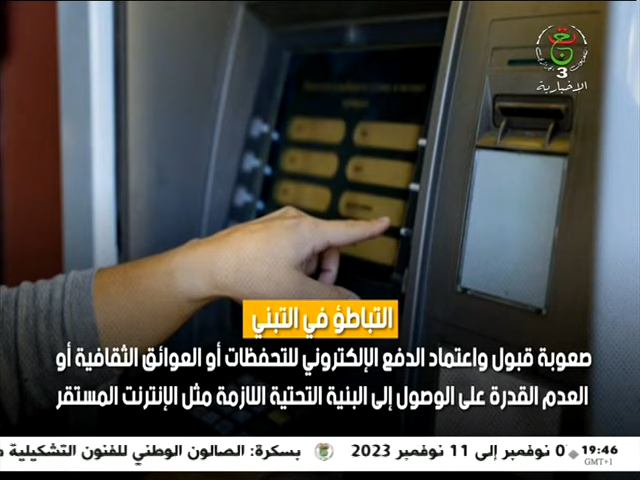 3
الإخبارية
التباطؤ في التبني
صعوبة قبول واعتماد الدفع الإلكتروني للتحفظات أو العوائق الثقافية أو
العدم القدرة على الوصول إلى البنية التحتية اللازمة مثل الإنترنت المستقر
19:46
GMT+1
0 نوفمبر إلى 11 نوفمبر 2023
بسكرة: الصالون الوطني للفنون التشكيلية